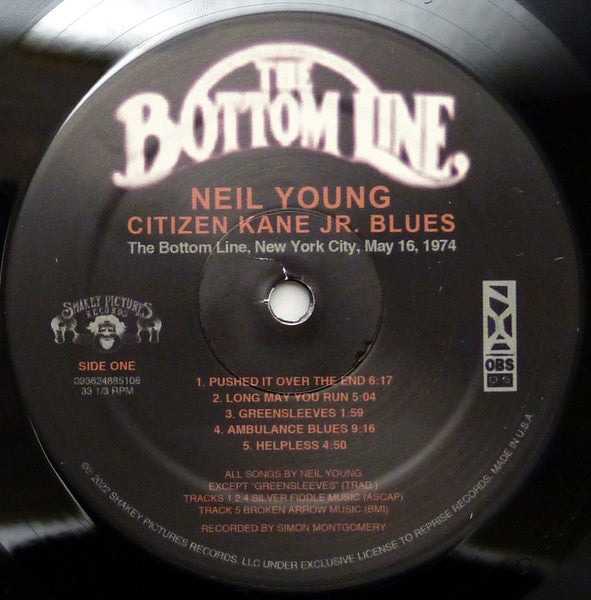 THE
BOTTOM LINE
NEIL YOUNG
CITIZEN KANE JR. BLUES
The Bottom Line, New York City, May 16, 1974
SHAKEY PICTURES
RECORDS
NYA
OBS
03
SIDE ONE
093624885108
33 1/3 RPM
1. PUSHED IT OVER THE END 6:17
2. LONG MAY YOU RUN 5:04
3. GREENSLEEVES 1:59
4. AMBULANCE BLUES 9:16
5. HELPLESS 4:50
ALL SONGS BY NEIL YOUNG
EXCEPT "GREENSLEEVES" (TRAD.)
TRACKS 1,2,4 SILVER FIDDLE MUSIC (ASCAP)
TRACK 5 BROKEN ARROW MUSIC (BMI)
RECORDED BY SIMON MONTGOMERY
2022 SHAKEY PICTURES RECORDS, LLC UNDER EXCLUSIVE LICENSE TO REPRISE RECORDS. MADE IN U.S.A